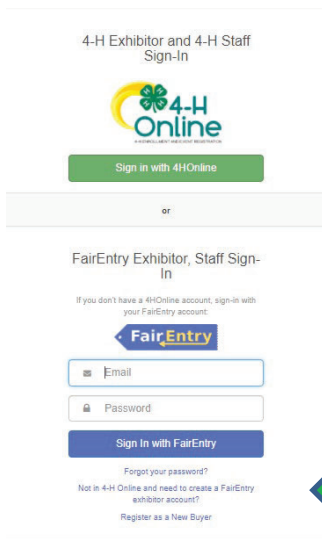 4-H Exhibitor and 4-H Staff
Sign-In
4-H
Online
Sign in with 4HOnline
or
FairEntry Exhibitor, Staff Sign-
In
If you don't have a 4HOnline account, sign-in with
your FairEntry account:
FairEntry
Email
Password
Sign In with FairEntry
Forgot your password?
Not in 4-H Online and need to create a FairEntry
exhibitor account?
Register as a New Buyer